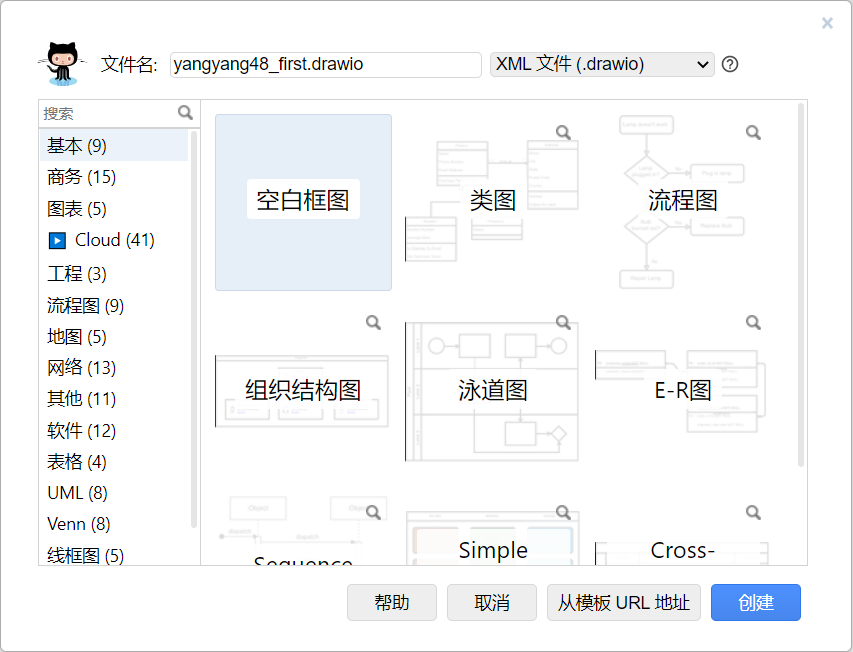 文件名:
yangyang48_first.drawio
XML 文件 (.drawio)
搜索
基本 (9)
商务 (15)
图表 (5)
Cloud (41)
工程 (3)
流程图 (9)
地图 (5)
网络 (13)
其他 (11)
软件 (12)
表格 (4)
UML (8)
Venn (8)
线框图 (5)
空白框图
类图
流程图
组织结构图
泳道图
E-R图
Object
Object
dispatch
dispatch
Sequence
Simple
Cross-
帮助
取消
从模板 URL 地址
创建